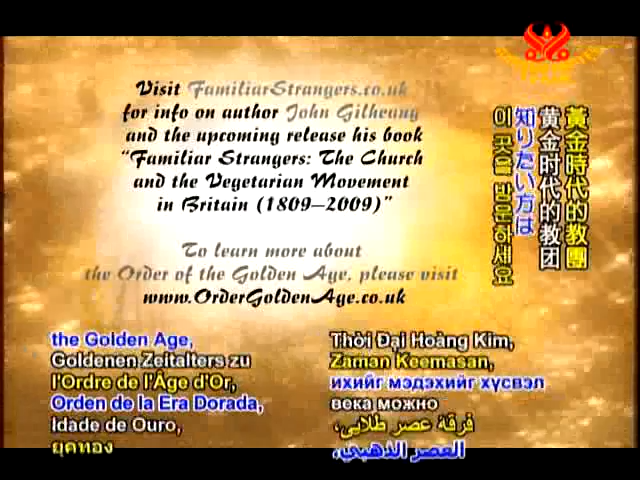 Visit FamiliarStrangers.co.uk
for info on author John Gilheany
and the upcoming release his book
“Familiar Strangers: The Church
and the Vegetarian Movement
in Britain (1809–2009)”
To learn more about
the Order of the Golden Age, please visit
www.OrderGoldenAge.co.uk
黃金時代的教團
黄金时代的教团
知りたい方は
이 곳을 방문하세요
the Golden Age,
Goldenen Zeitalters zu
l'Ordre de l'Âge d'Or,
Orden de la Era Dorada,
Idade de Ouro,
ยุคทอง
Thời Đại Hoàng Kim,
Zaman Keemasan,
ихийг мэдэхийг хүсвэл
века можно
فرقة عصر طلایی،
العصر الذهبي،